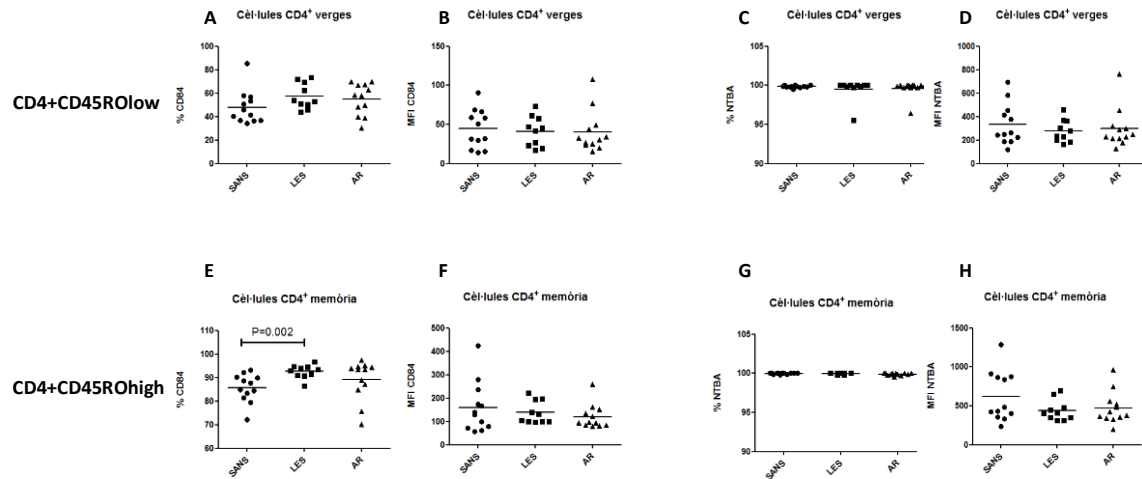 A
B
C
D
Cèl·lules CD4⁺ verges
Cèl·lules CD4⁺ verges
Cèl·lules CD4⁺ verges
Cèl·lules CD4⁺ verges
CD4+CD45ROlow
% CD84
100
80
60
40
20
0
SANS
LES
AR
MFI CD84
150
100
50
0
SANS
LES
AR
% NTBA
105
100
95
90
SANS
LES
AR
MFI NTBA
1000
800
600
400
200
0
SANS
LES
AR
E
F
G
H
Cèl·lules CD4⁺ memòria
Cèl·lules CD4⁺ memòria
Cèl·lules CD4⁺ memòria
Cèl·lules CD4⁺ memòria
CD4+CD45ROhigh
% CD84
110
100
90
80
70
60
P=0.002
SANS
LES
AR
MFI CD84
500
400
300
200
100
0
SANS
LES
AR
% NTBA
105
100
95
90
SANS
LES
AR
MFI NTBA
1500
1000
500
0
SANS
LES
AR